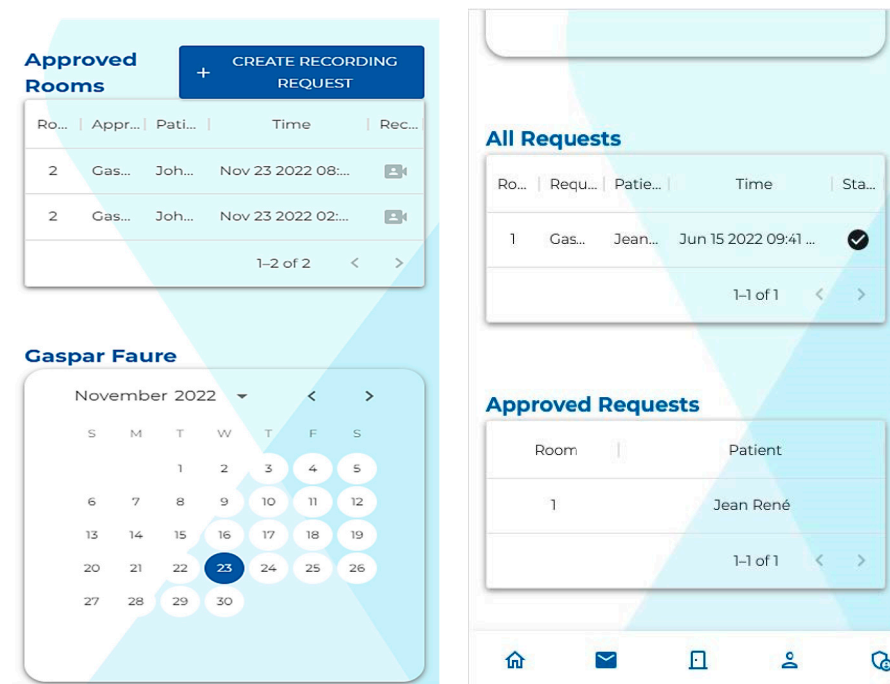 Approved
Rooms
+ CREATE RECORDING
REQUEST
Ro... Appr... Pati... Time Rec...
2 Gas... Joh... Nov 23 2022 08:...
2 Gas... Joh... Nov 23 2022 02:...
1–2 of 2 < >
Gaspar Faure
November 2022 < >
S M T W T F S
1 2 3 4 5
6 7 8 9 10 11 12
13 14 15 16 17 18 19
20 21 22 23 24 25 26
27 28 29 30
All Requests
Ro... Requ... Patie... Time Sta...
1 Gas... Jean... Jun 15 2022 09:41 ...
1–1 of 1 < >
Approved Requests
Room Patient
1 Jean René
1–1 of 1 < >